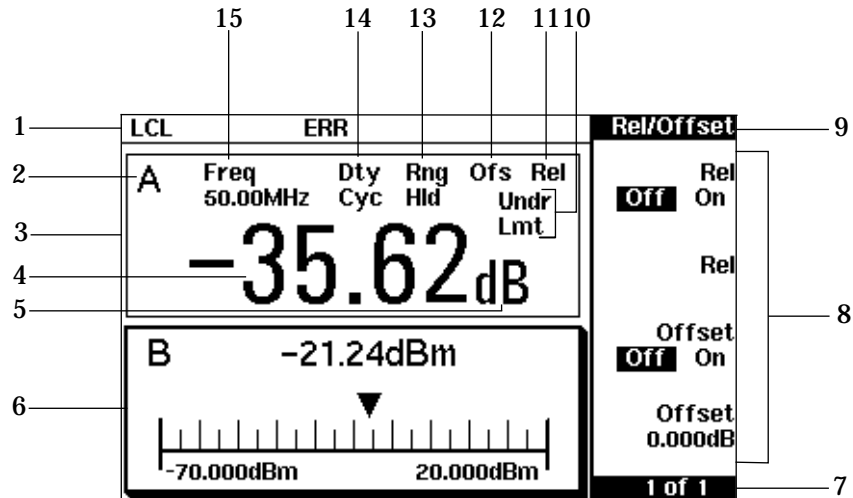 15 14 13 12 11 10
1 LCL ERR Rel/Offset 9
2 A Freq Dty Rng Ofs Rel
50.00MHz Cyc Hld Undr
Lmt
3
4 -35.62dB
5
Rel
Off On
Rel
8
Offset
Off On
Offset
0.000dB
B -21.24dBm
6
-70.000dBm 20.000dBm
1 of 1 7